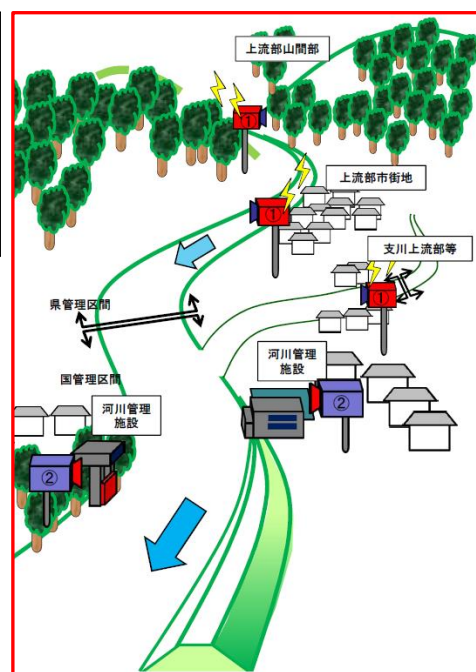 上流部山間部
①
上流部市街地
①
支川上流部等
①
県管理区間
国管理区間
河川管理
施設
②
河川管理
施設
②